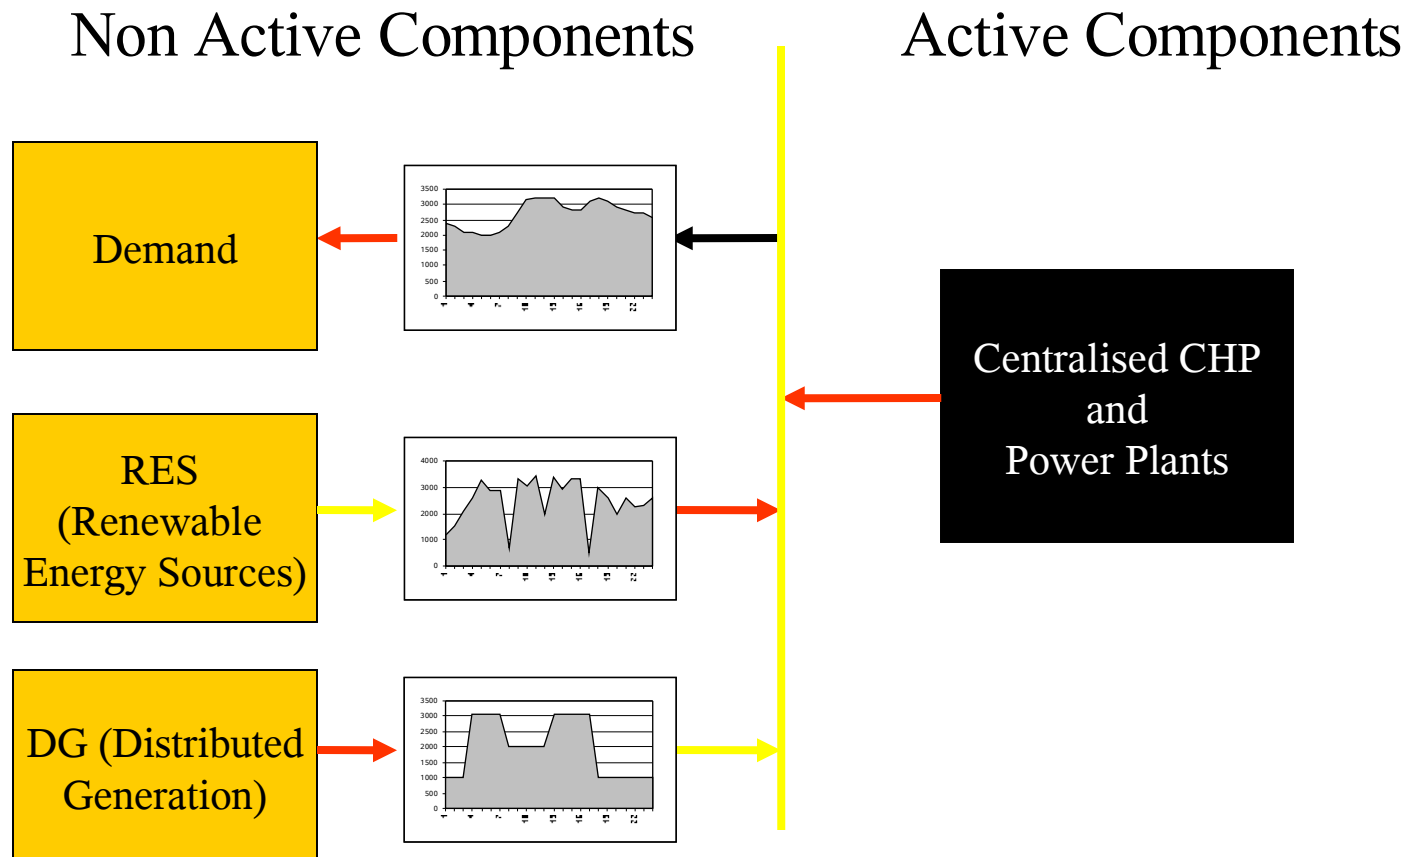 Non Active Components
Active Components
Demand
3500
3000
2500
2000
1500
1000
500
0
Centralised CHP
and
Power Plants
RES
(Renewable
Energy Sources)
4000
3000
2000
1000
0
DG (Distributed
Generation)
3500
3000
2500
2000
1500
1000
500
0